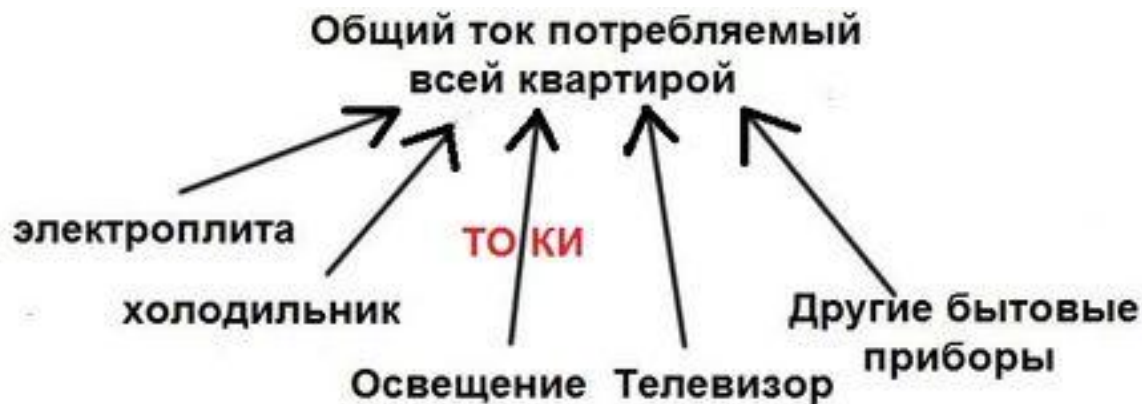 Общий ток потребляемый
всей квартирой
электроплита
ТОКИ
холодильник
Другие бытовые
приборы
Освещение
Телевизор